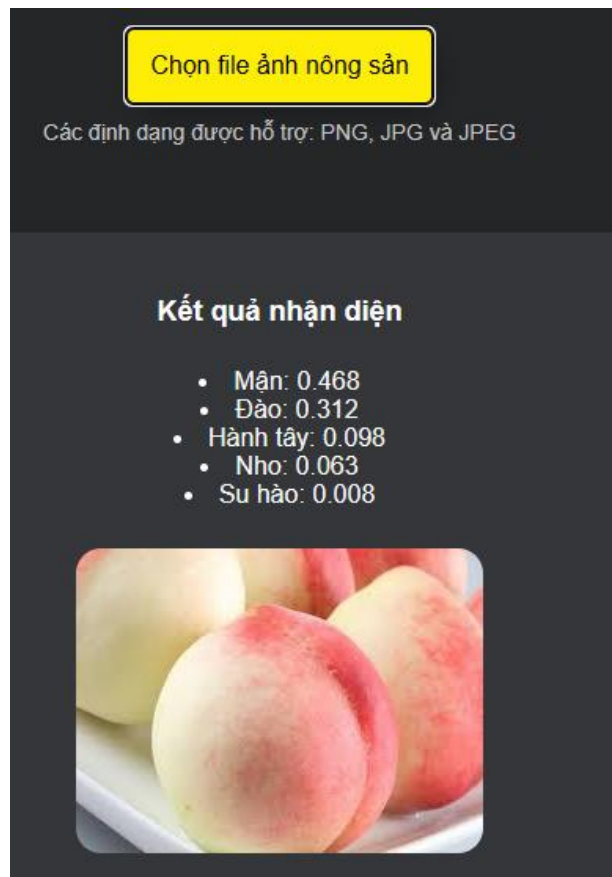 Chọn file ảnh nông sản
Các định dạng được hỗ trợ: PNG, JPG và JPEG
Kết quả nhận diện
• Mận: 0.468
• Đào: 0.312
• Hành tây: 0.098
• Nho: 0.063
• Su hào: 0.008